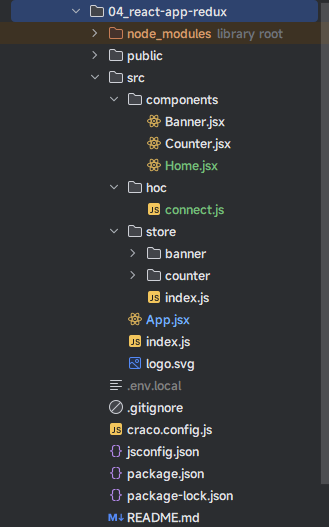 04_react-app-redux
node_modules library root
public
src
components
Banner.jsx
Counter.jsx
Home.jsx
hoc
JS connect.js
store
banner
counter
JS index.js
App.jsx
JS index.js
logo.svg
.env.local
.gitignore
JS craco.config.js
{} jsconfig.json
{} package.json
{} package-lock.json
M↓ README.md